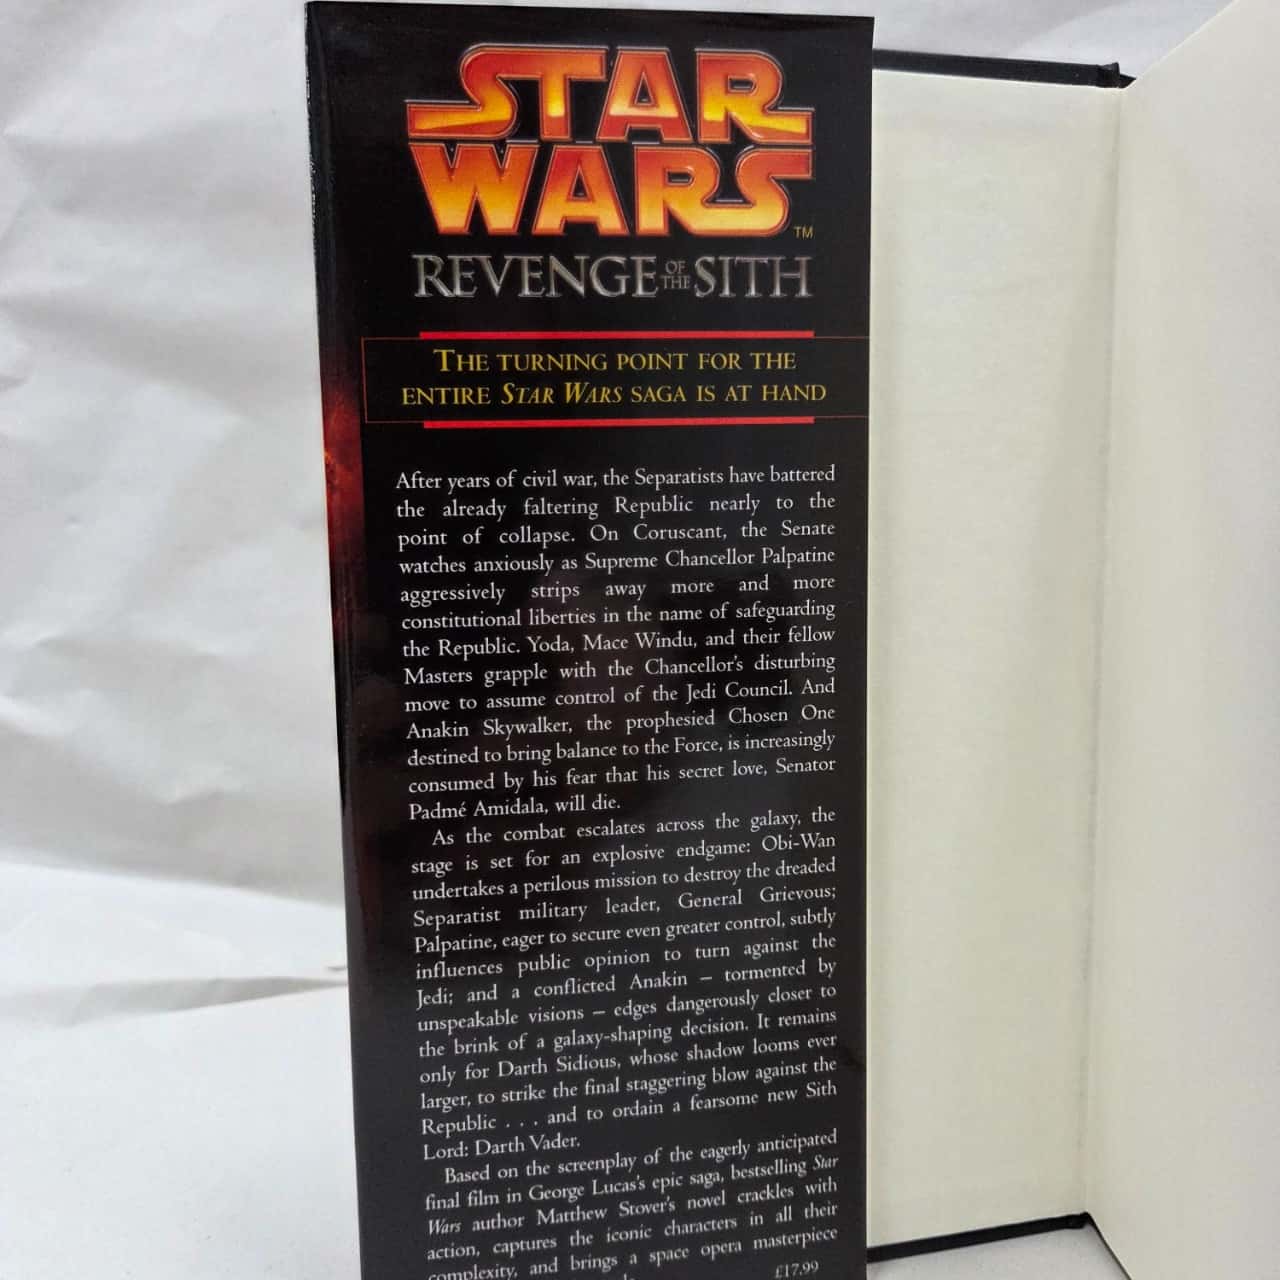 STAR
WARS
TM
REVENGE OF THE SITH
THE TURNING POINT FOR THE
ENTIRE STAR WARS SAGA IS AT HAND
After years of civil war, the Separatists have battered
the already faltering Republic nearly to the
point of collapse. On Coruscant, the Senate
watches anxiously as Supreme Chancellor Palpatine
aggressively strips away more and more
constitutional liberties in the name of safeguarding
the Republic. Yoda, Mace Windu, and their fellow
Masters grapple with the Chancellor's disturbing
move to assume control of the Jedi Council. And
Anakin Skywalker, the prophesied Chosen One
destined to bring balance to the Force, is increasingly
consumed by his fear that his secret love, Senator
Padmé Amidala, will die.
As the combat escalates across the galaxy, the
stage is set for an explosive endgame: Obi-Wan
undertakes a perilous mission to destroy the dreaded
Separatist military leader, General Grievous;
Palpatine, eager to secure even greater control, subtly
influences public opinion to turn against the
Jedi; and a conflicted Anakin – tormented by
unspeakable visions – edges dangerously closer to
the brink of a galaxy-shaping decision. It remains
only for Darth Sidious, whose shadow looms ever
larger, to strike the final staggering blow against the
Republic . . . and to ordain a fearsome new Sith
Lord: Darth Vader.
Based on the screenplay of the eagerly anticipated
final film in George Lucas's epic saga, bestselling Star
Wars author Matthew Stover's novel crackles with
action, captures the iconic characters in all their
complexity, and brings a space opera masterpiece
£17.99